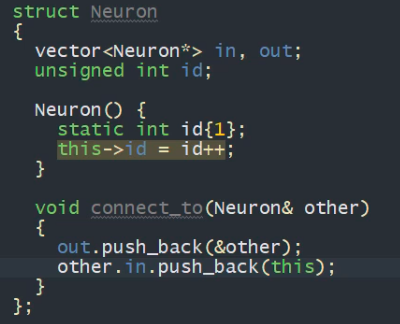 struct Neuron
{
  vector<Neuron*> in, out;
  unsigned int id;

  Neuron() {
    static int id{1};
    this->id = id++;
  }

  void connect_to(Neuron& other)
  {
    out.push_back(&other);
    other.in.push_back(this);
  }
};